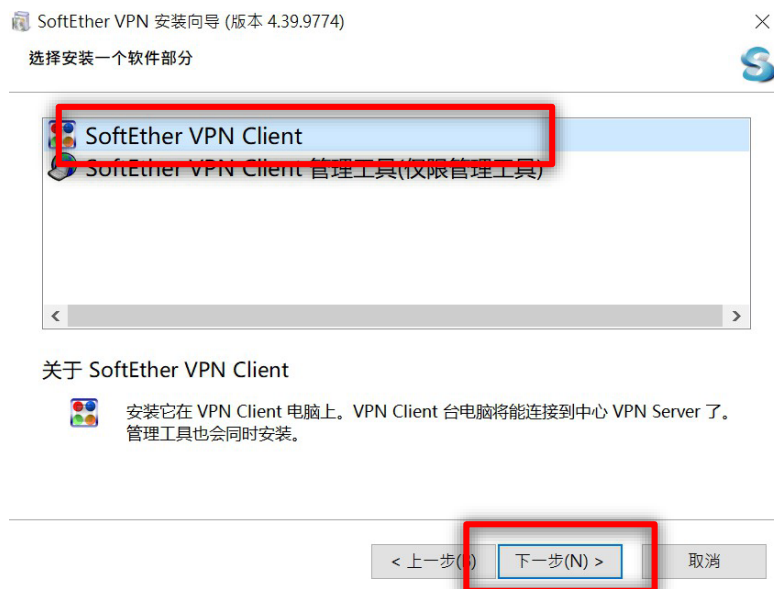 SoftEther VPN 安装向导 (版本 4.39.9774)
选择安装一个软件部分
SoftEther VPN Client
SoftEther VPN Client 管理工具(仅限管理工具)
关于 SoftEther VPN Client
安装它在 VPN Client 电脑上。VPN Client 台电脑将能连接到中心 VPN Server 了。
管理工具也会同时安装。
< 上一步(B) 下一步(N) > 取消